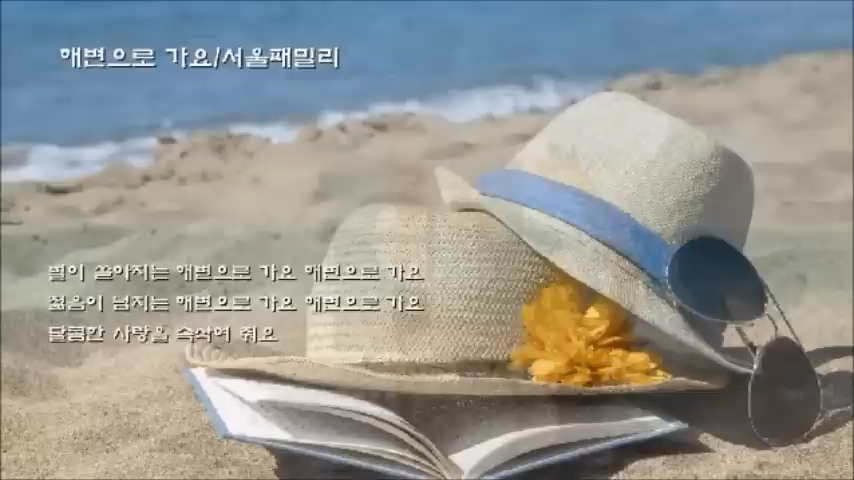 해변으로 가요/서울패밀리
별이 쏟아지는 해변으로 가요 해변으로 가요
젊음이 넘치는 해변으로 가요 해변으로 가요
달콤한 사랑을 속삭여 줘요